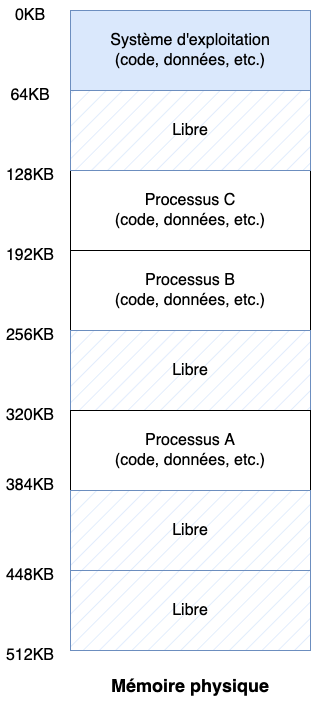 0KB
Système d'exploitation
(code, données, etc.)
64KB
Libre
128KB
Processus C
(code, données, etc.)
192KB
Processus B
(code, données, etc.)
256KB
Libre
320KB
Processus A
(code, données, etc.)
384KB
Libre
448KB
Libre
512KB
Mémoire physique